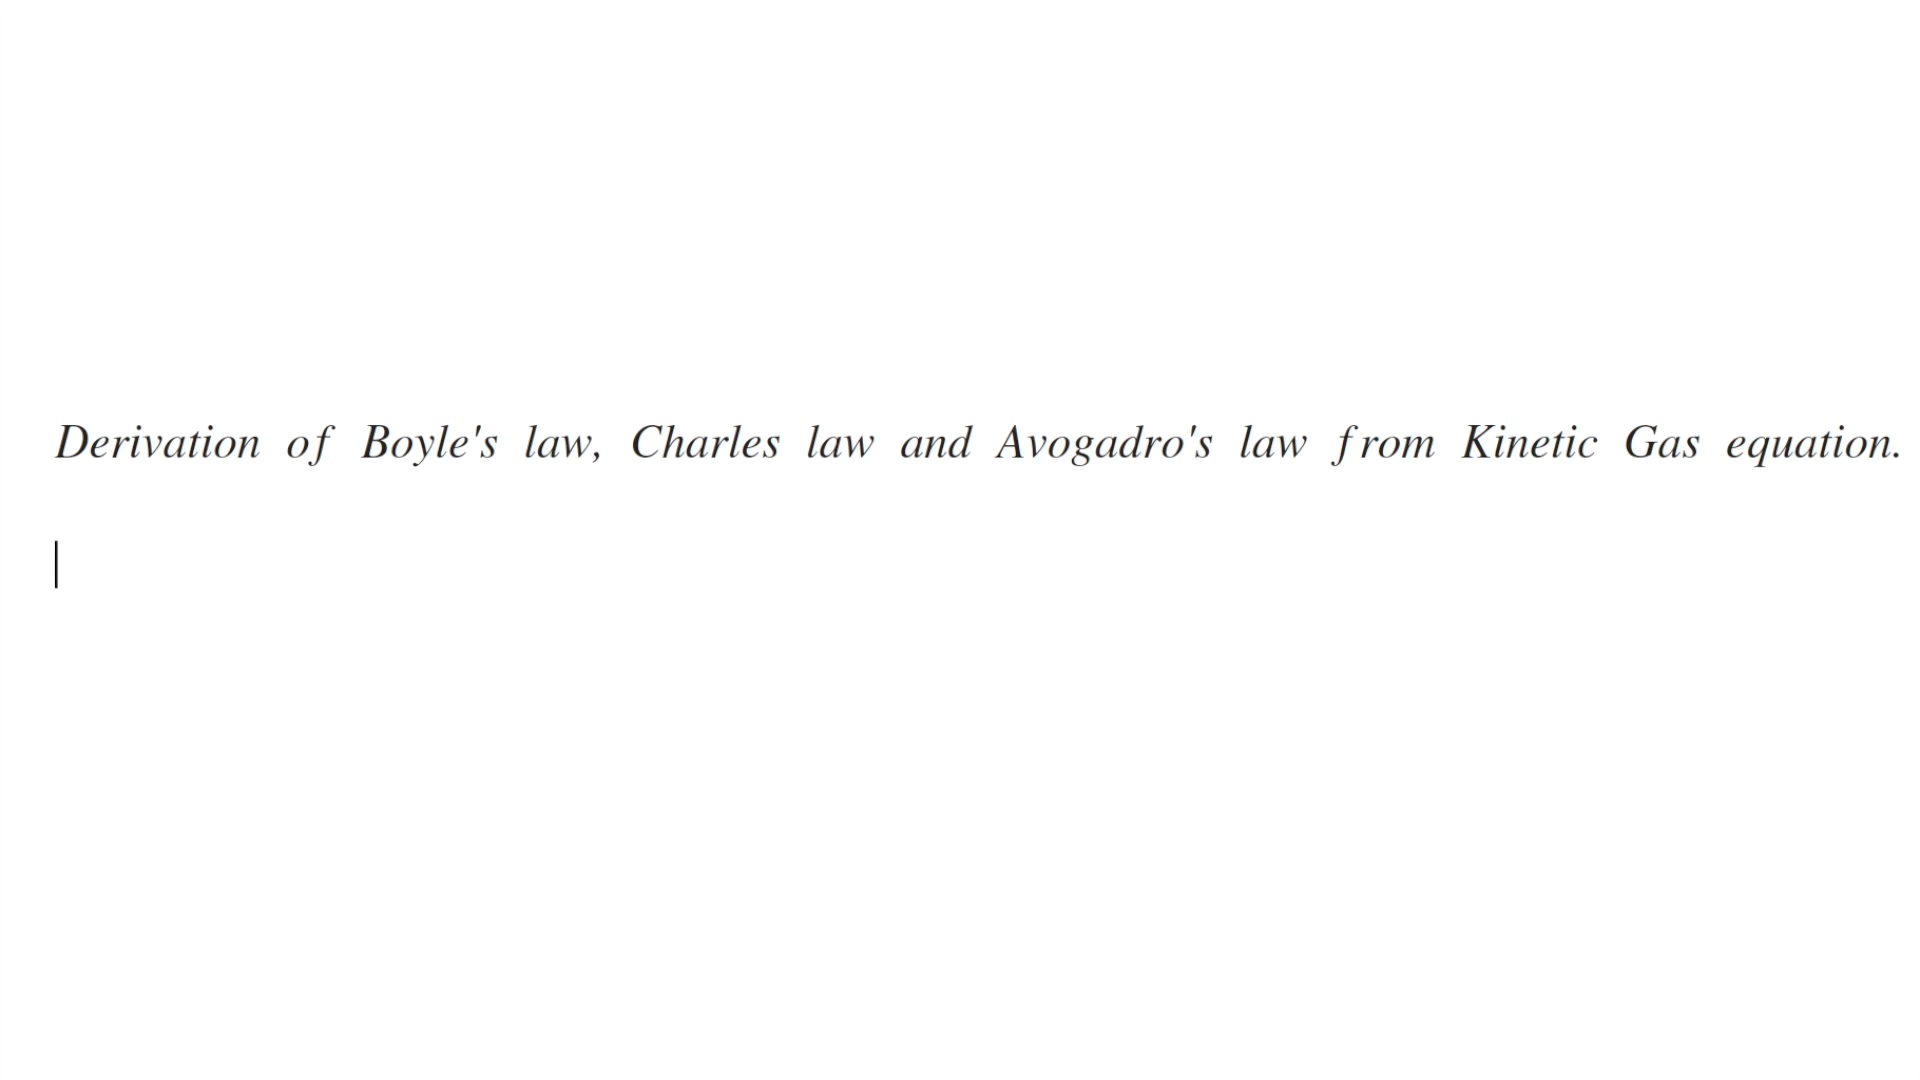 Derivation of Boyle's law, Charles law and Avogadro's law from Kinetic Gas equation.